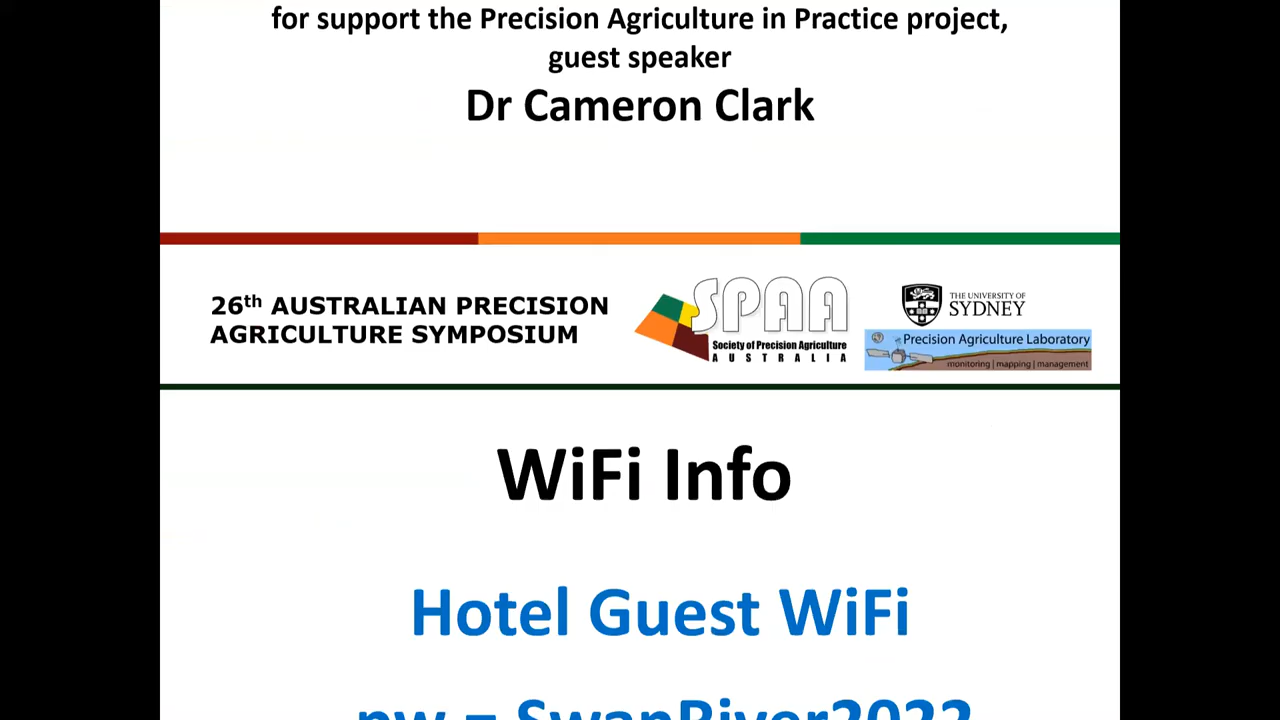 for support the Precision Agriculture in Practice project,
guest speaker
Dr Cameron Clark
26th AUSTRALIAN PRECISION
AGRICULTURE SYMPOSIUM
SPAA
Society of Precision Agriculture
AUSTRALIA
THE UNIVERSITY OF
SYDNEY
Precision Agriculture Laboratory
monitoring | mapping | management
WiFi Info
Hotel Guest WiFi
pw = SwanRiver2022